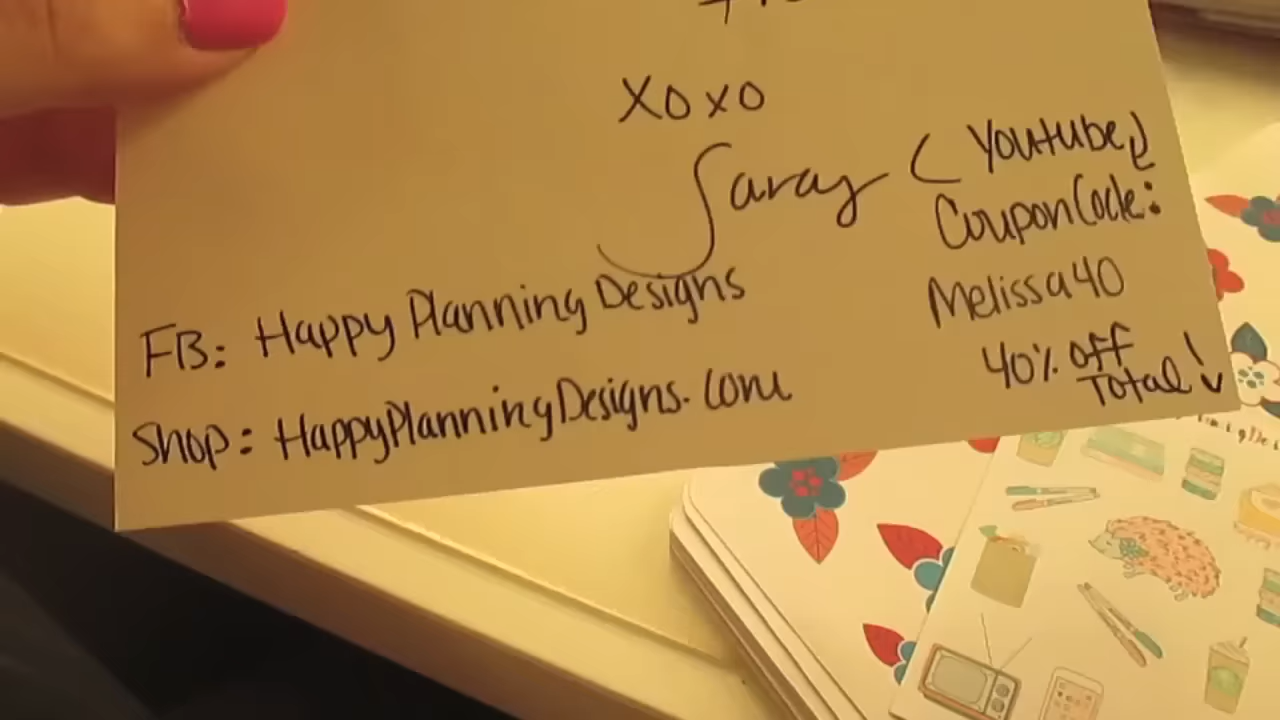 xoxo
Saray
FB: Happy Planning Designs
Shop: HappyPlanningDesigns.com
(Youtube)
Coupon Code:
Melissa40
40% off
Total!